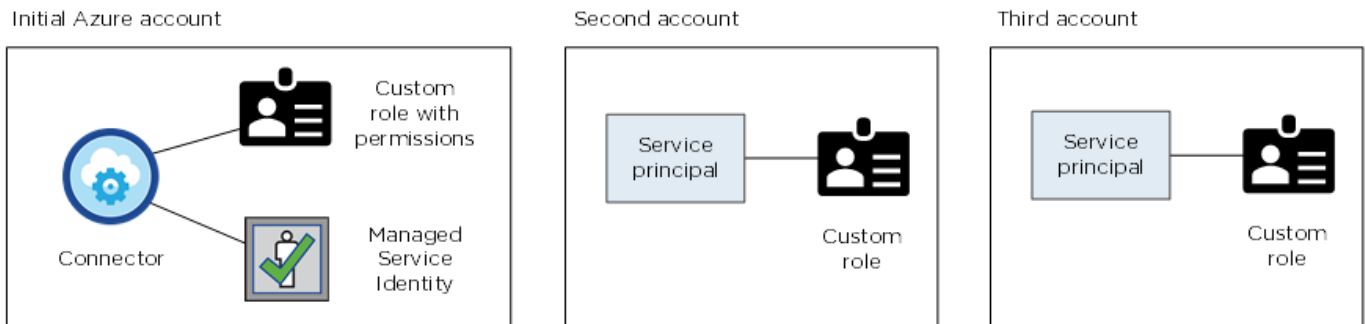 Initial Azure account
Second account
Third account
Custom
role with
permissions
Connector
Managed
Service
Identity
Service
principal
Custom
role
Service
principal
Custom
role